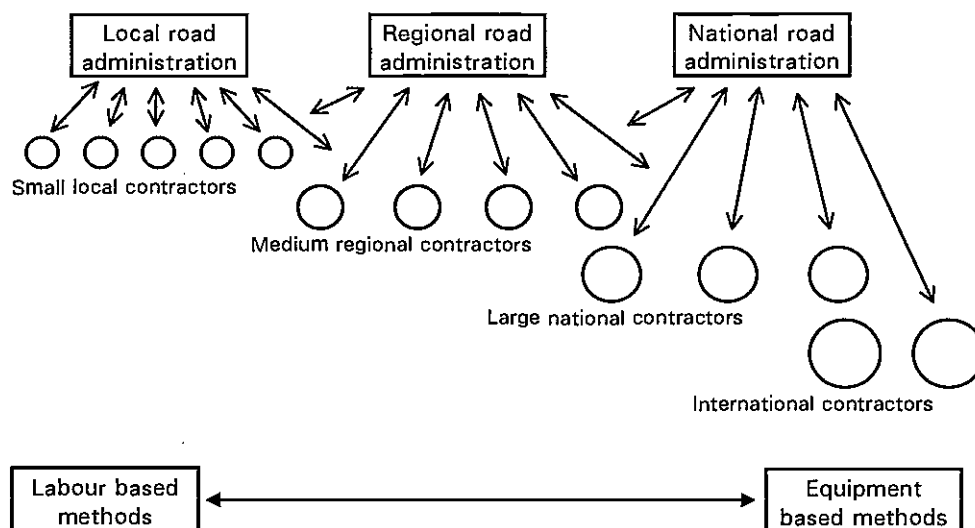 Local road
administration
Regional road
administration
National road
administration
Small local contractors
Medium regional contractors
Large national contractors
International contractors
Labour based
methods
Equipment
based methods